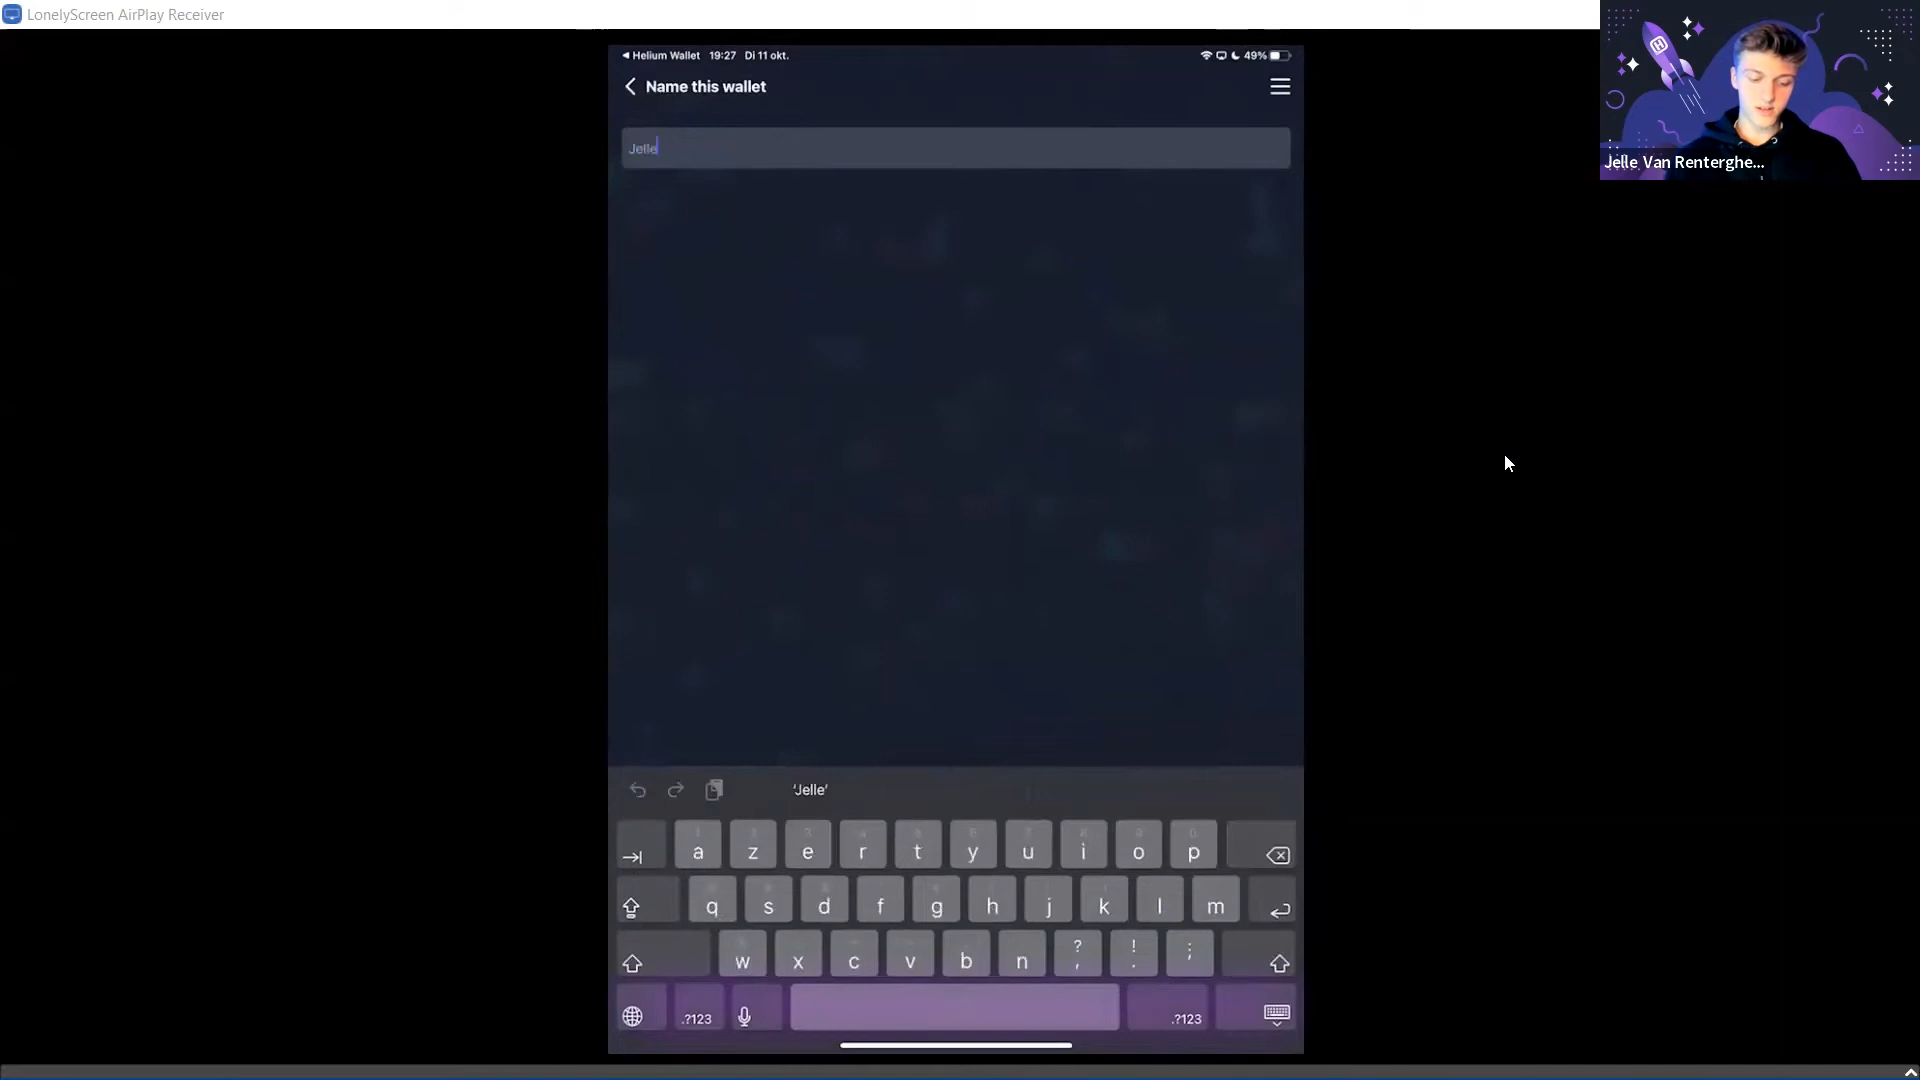 LonelyScreen AirPlay Receiver
Helium Wallet 19:27 Di 11 okt.
49%
Name this wallet
Jelle
Jelle Van Renterghe...
'Jelle'
a z e r t y u i o p
q s d f g h j k l m
w x c v b n ? , ! . ;
.?123 .?123